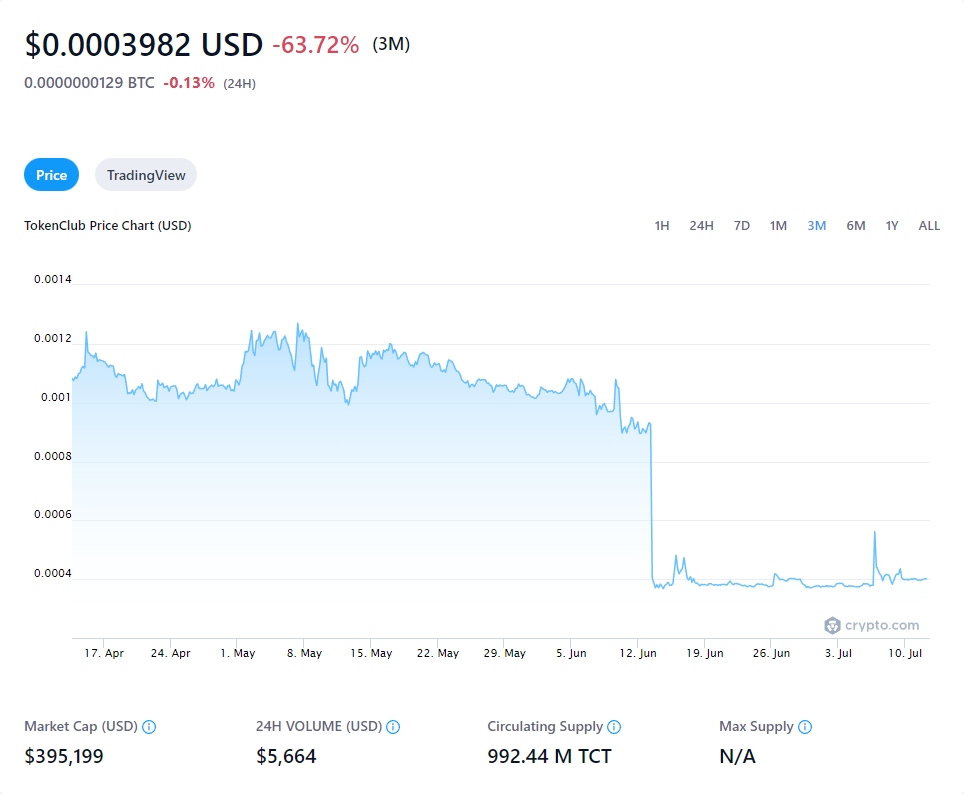 $0.0003982 USD -63.72% (3M)
0.0000000129 BTC -0.13% (24H)
Price TradingView
TokenClub Price Chart (USD) 1H 24H 7D 1M 3M 6M 1Y ALL
0.0014
0.0012
0.001
0.0008
0.0006
0.0004
crypto.com
17. Apr 24. Apr 1. May 8. May 15. May 22. May 29. May 5. Jun 12. Jun 19. Jun 26. Jun 3. Jul 10. Jul
Market Cap (USD) 24H VOLUME (USD) Circulating Supply Max Supply
$395,199 $5,664 992.44 M TCT N/A